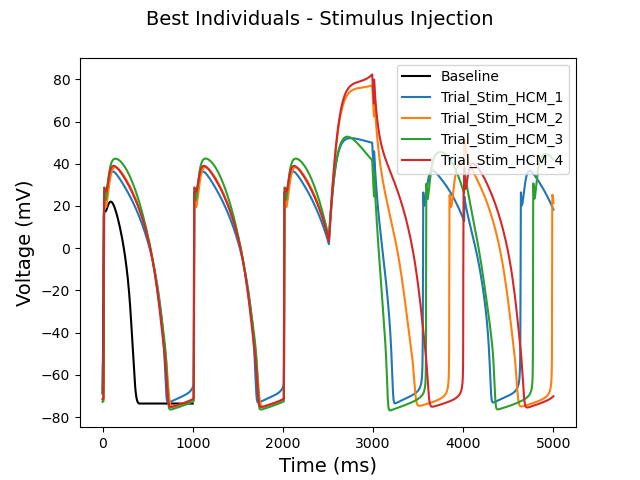 Best Individuals - Stimulus Injection
Baseline
Trial_Stim_HCM_1
Trial_Stim_HCM_2
Trial_Stim_HCM_3
Trial_Stim_HCM_4
Voltage (mV)
80
60
40
20
0
−20
−40
−60
−80
0 1000 2000 3000 4000 5000
Time (ms)